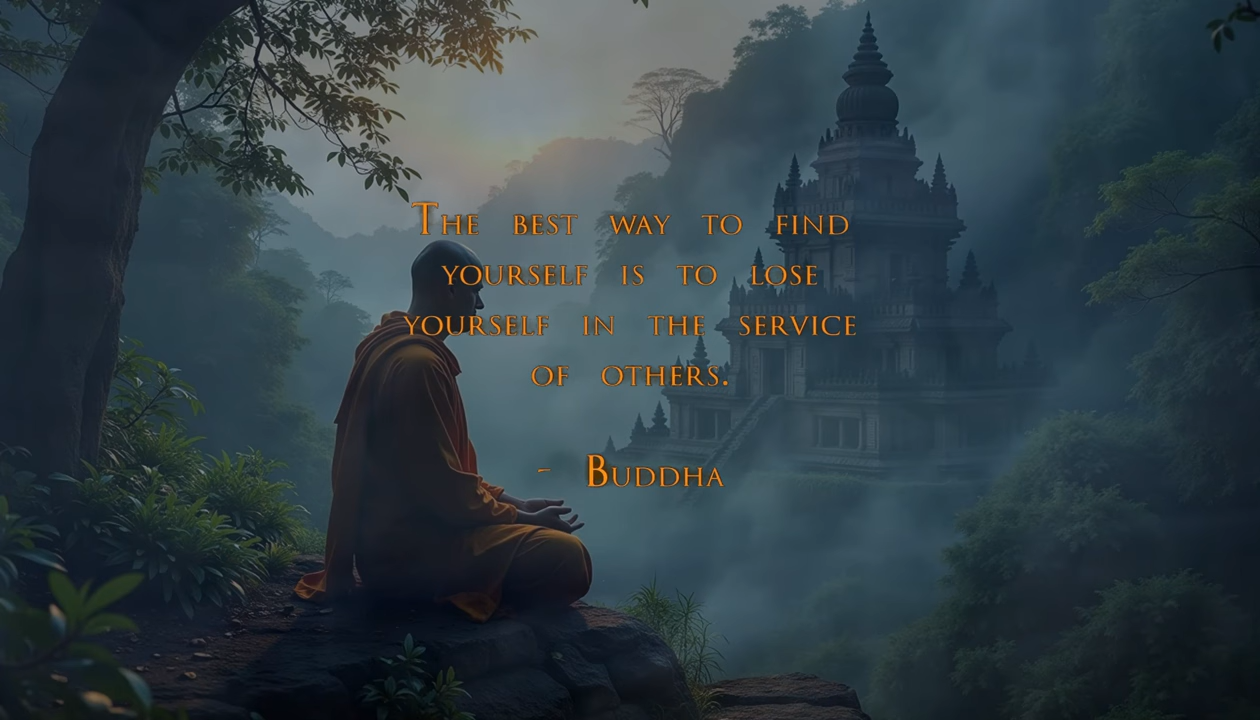 The best way to find
yourself is to lose
yourself in the service
of others.
- Buddha